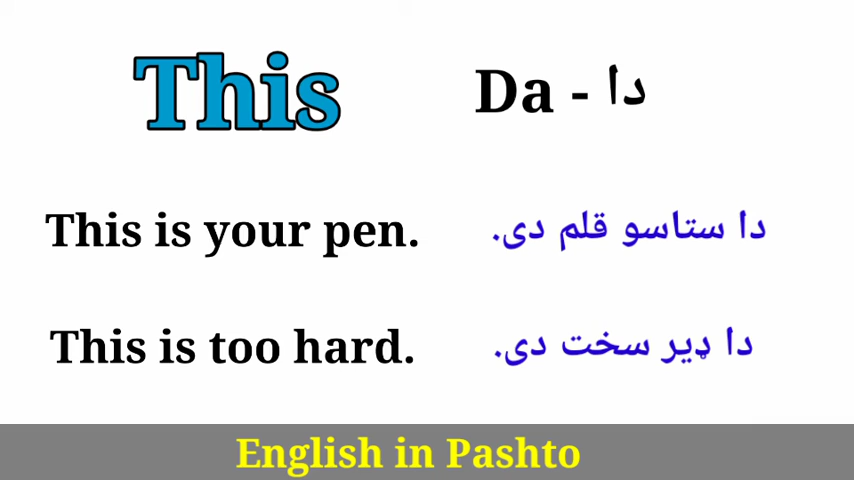 This
Da - دا
This is your pen.
دا ستاسو قلم دی.
This is too hard.
دا ډیر سخت دی.
English in Pashto